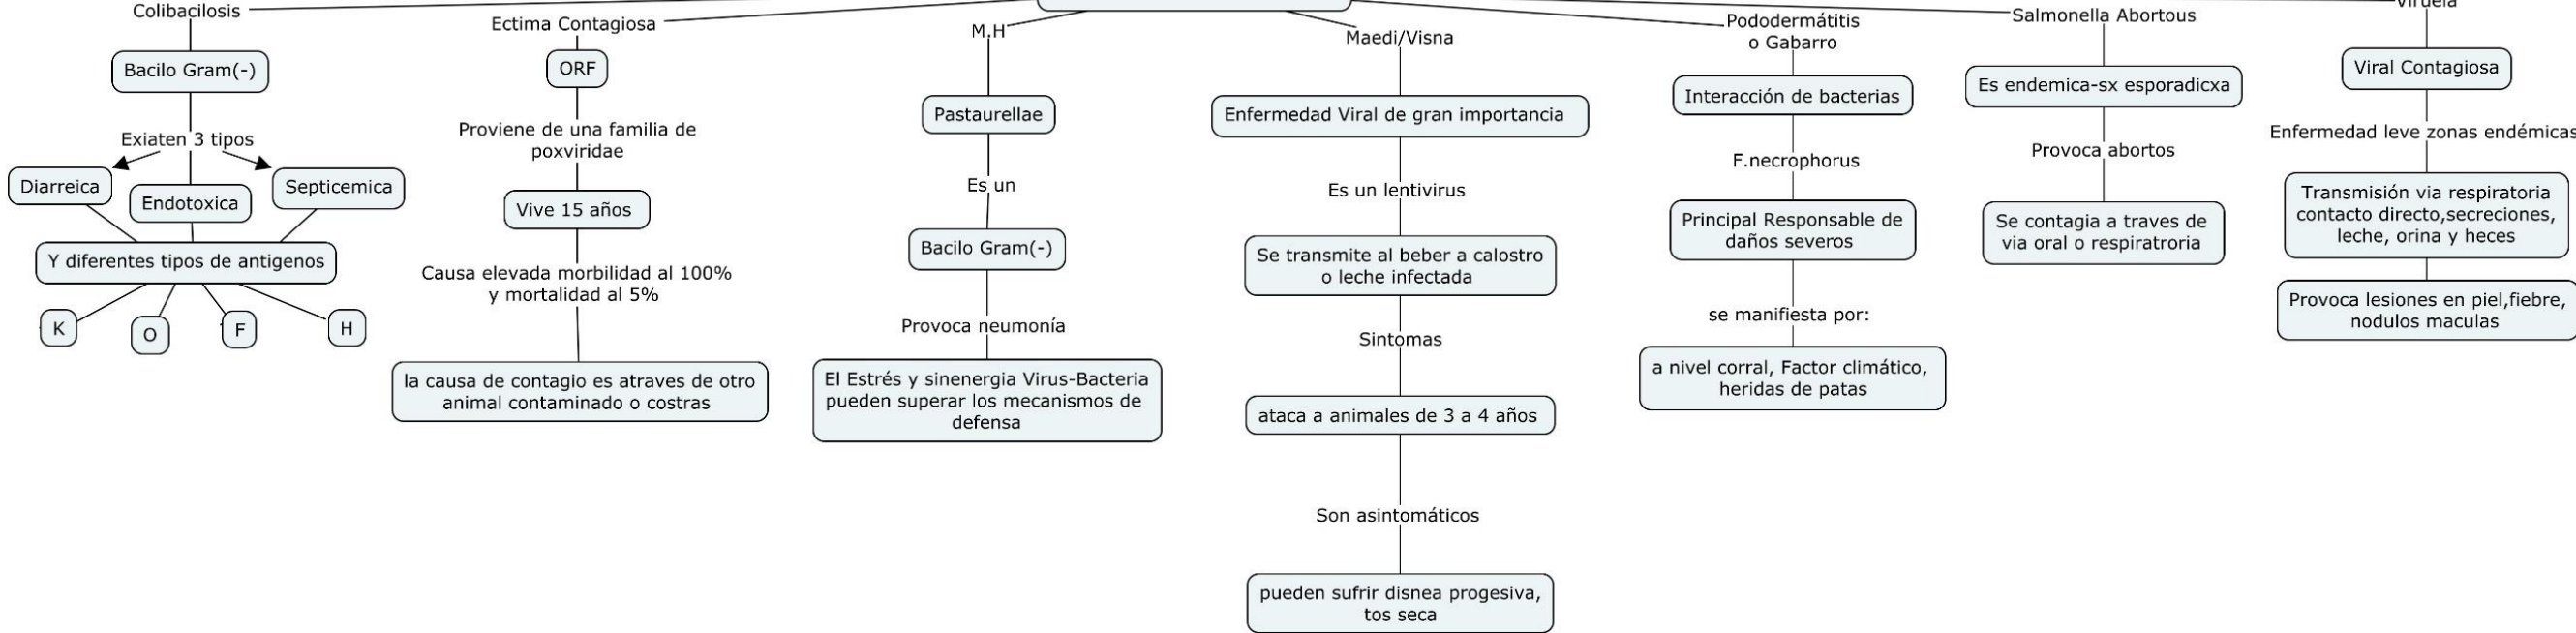 Colibacilosis
Bacilo Gram(-)
Exiaten 3 tipos
Diarreica
Endotoxica
Septicemica
Y diferentes tipos de antigenos
K
O
F
H
Ectima Contagiosa
ORF
Proviene de una familia de
poxviridae
Vive 15 años
Causa elevada morbilidad al 100%
y mortalidad al 5%
la causa de contagio es atraves de otro
animal contaminado o costras
M.H
Pastaurellae
Es un
Bacilo Gram(-)
Provoca neumonía
El Estrés y sinenergia Virus-Bacteria
pueden superar los mecanismos de
defensa
Maedi/Visna
Enfermedad Viral de gran importancia
Es un lentivirus
Se transmite al beber a calostro
o leche infectada
Sintomas
ataca a animales de 3 a 4 años
Son asintomáticos
pueden sufrir disnea progesiva,
tos seca
Pododermátitis
o Gabarro
Interacción de bacterias
F.necrophorus
Principal Responsable de
daños severos
se manifiesta por:
a nivel corral, Factor climático,
heridas de patas
Salmonella Abortous
Es endemica-sx esporadicxa
Provoca abortos
Se contagia a traves de
via oral o respiratroria
Viruela
Viral Contagiosa
Enfermedad leve zonas endémicas
Transmisión via respiratoria
contacto directo,secreciones,
leche, orina y heces
Provoca lesiones en piel,fiebre,
nodulos maculas